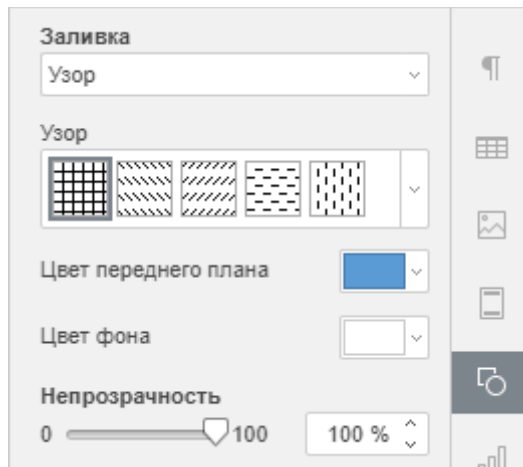 Заливка
Узор
Узор
Цвет переднего плана
Цвет фона
Непрозрачность
0 100 100 %